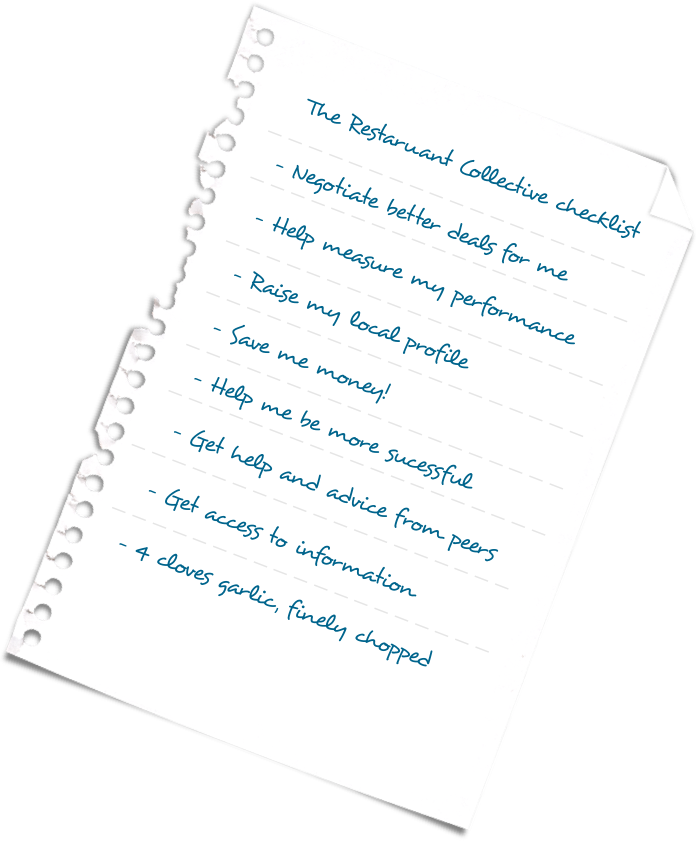 The Restaruant Collective checklist
- Negotiate better deals for me
- Help measure my performance
- Raise my local profile
- Save me money!
- Help me be more sucessful
- Get help and advice from peers
- Get access to information
- 4 cloves garlic, finely chopped